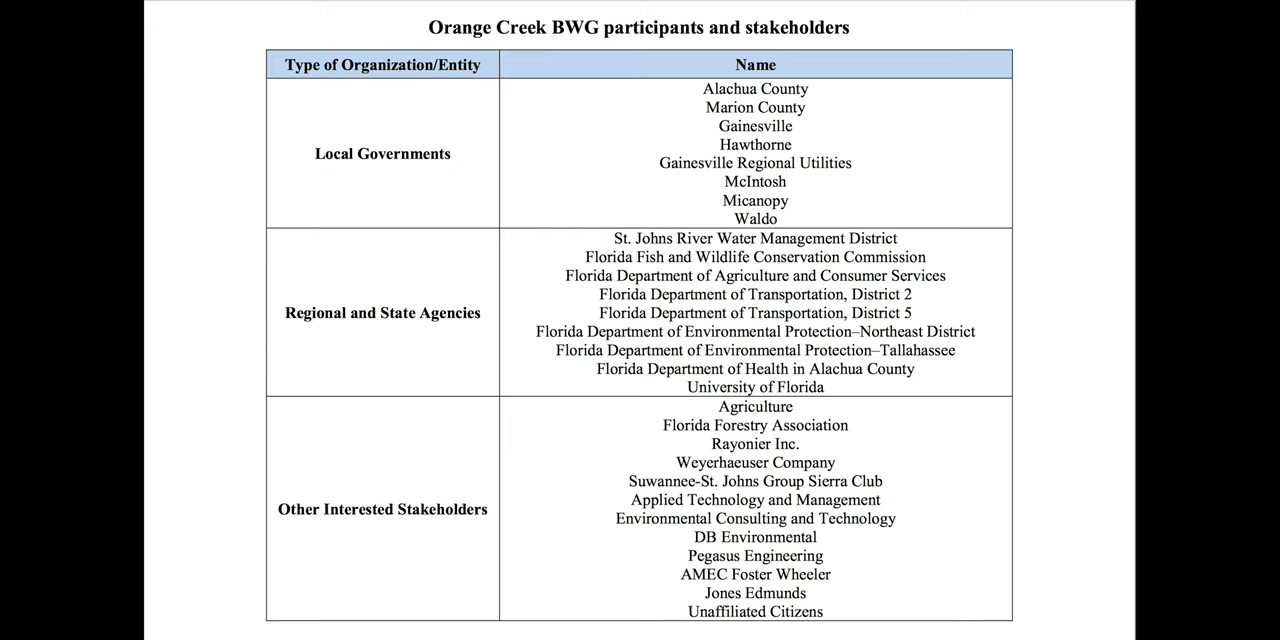 Orange Creek BWG participants and stakeholders
Type of Organization/Entity
Name
Local Governments
Alachua County
Marion County
Gainesville
Hawthorne
Gainesville Regional Utilities
McIntosh
Micanopy
Waldo
Regional and State Agencies
St. Johns River Water Management District
Florida Fish and Wildlife Conservation Commission
Florida Department of Agriculture and Consumer Services
Florida Department of Transportation, District 2
Florida Department of Transportation, District 5
Florida Department of Environmental Protection–Northeast District
Florida Department of Environmental Protection–Tallahassee
Florida Department of Health in Alachua County
University of Florida
Other Interested Stakeholders
Agriculture
Florida Forestry Association
Rayonier Inc.
Weyerhaeuser Company
Suwannee-St. Johns Group Sierra Club
Applied Technology and Management
Environmental Consulting and Technology
DB Environmental
Pegasus Engineering
AMEC Foster Wheeler
Jones Edmunds
Unaffiliated Citizens